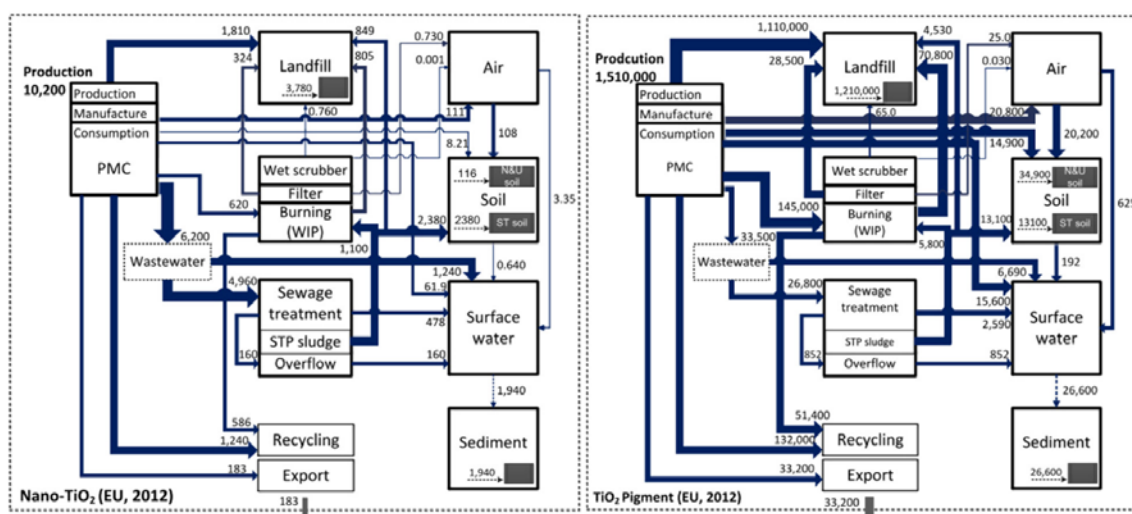 1,810
849
324
805
0.730
0.001
Landfill
3,780
0.760
Air
Production
10,200
Production
Manufacture
Consumption
PMC
111
108
8.21
Wet scrubber
Filter
Burning
(WIP)
620
116
N&U
soil
Soil
2380
ST soil
3.35
2,380
1,100
6,200
Wastewater
1,240
0.640
4,960
61.9
Sewage
treatment
478
STP sludge
160
Overflow
160
Surface
water
1,940
586
1,240
Recycling
183
Export
Sediment
1,940
Nano-TiO2 (EU, 2012)
183
1,110,000
4,530
28,500
70,800
25.0
0.030
Landfill
1,210,000
65.0
Air
Production
1,510,000
Production
Manufacture
Consumption
PMC
20,800
20,200
14,900
Wet scrubber
Filter
Burning
(WIP)
145,000
34,900
N&U
soil
Soil
13100
ST soil
625
13,100
5,800
33,500
Wastewater
6,690
192
26,800
15,600
2,590
Sewage
treatment
STP sludge
852
Overflow
852
Surface
water
26,600
51,400
132,000
Recycling
33,200
Export
Sediment
26,600
TiO2 Pigment (EU, 2012)
33,200